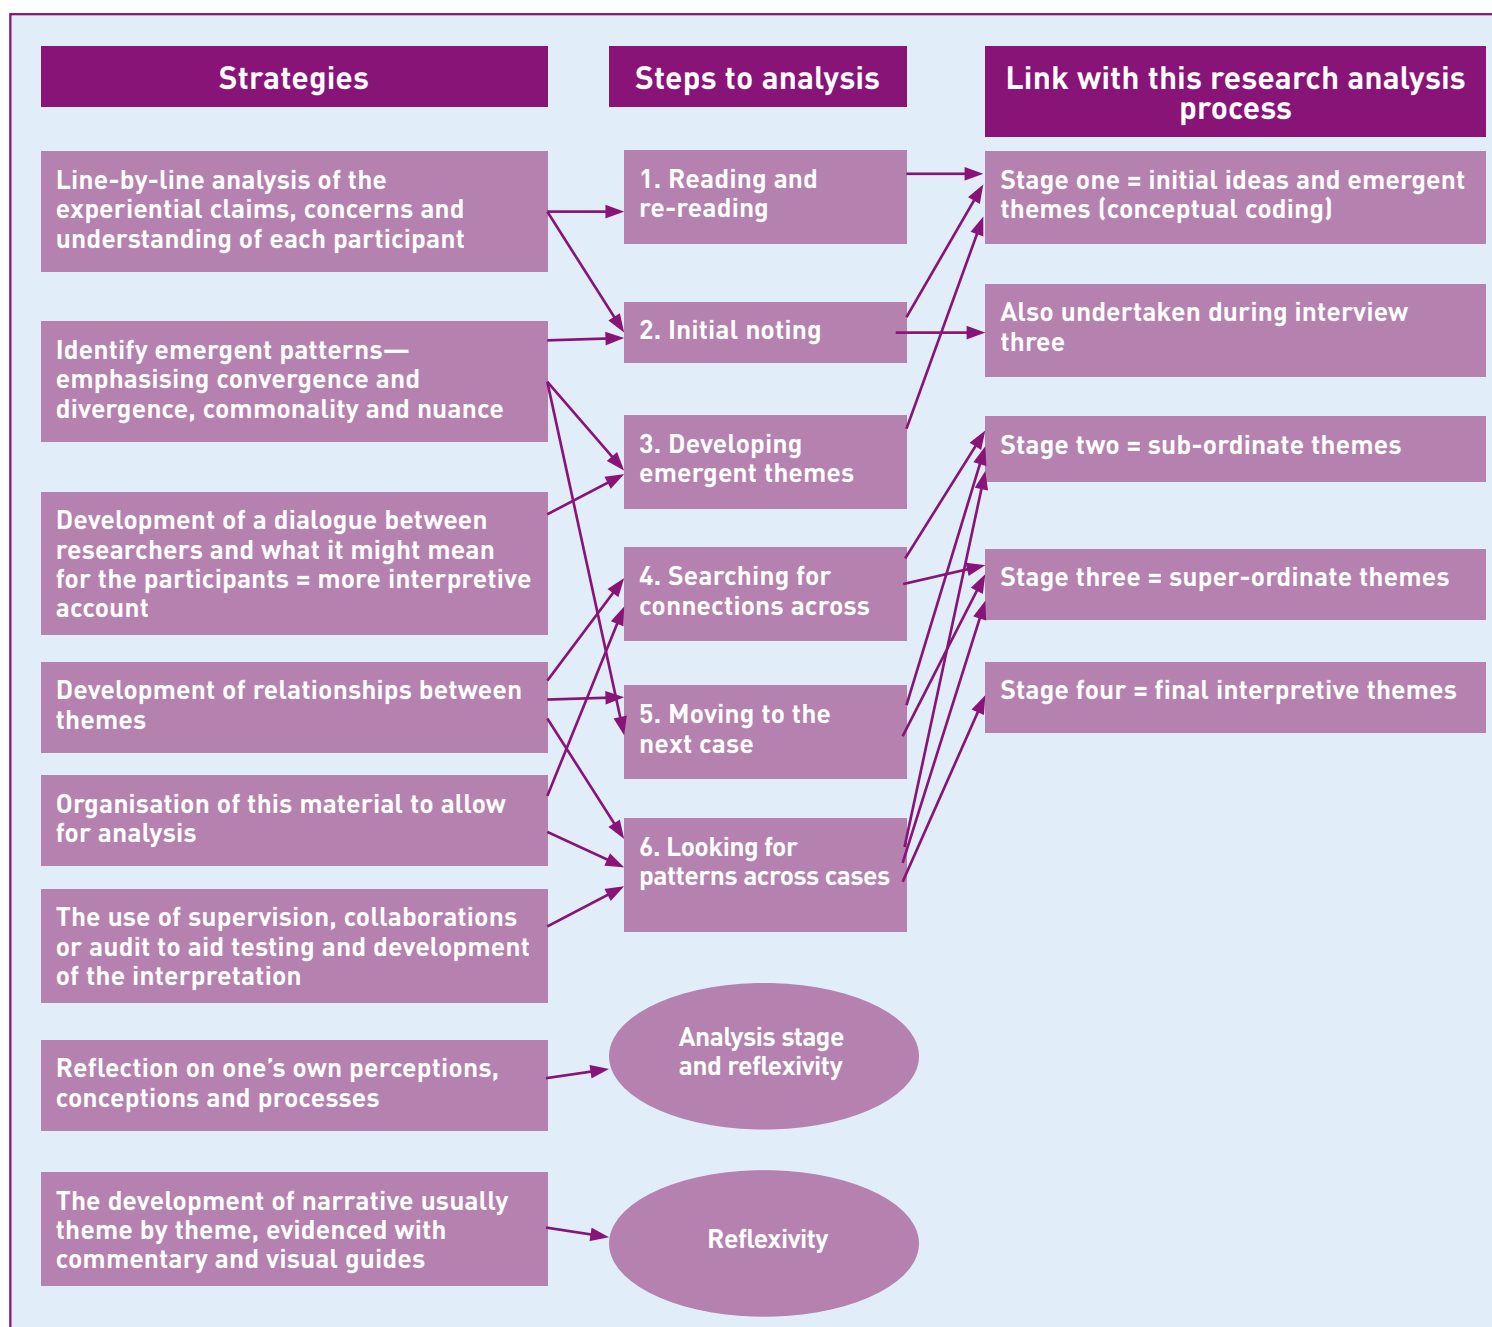 Strategies
Line-by-line analysis of the
experiential claims, concerns and
understanding of each participant
Identify emergent patterns—
emphasising convergence and
divergence, commonality and nuance
Development of a dialogue between
researchers and what it might mean
for the participants = more interpretive
account
Development of relationships between
themes
Organisation of this material to allow
for analysis
The use of supervision, collaborations
or audit to aid testing and development
of the interpretation
Reflection on one’s own perceptions,
conceptions and processes
The development of narrative usually
theme by theme, evidenced with
commentary and visual guides
Steps to analysis
1. Reading and
re-reading
2. Initial noting
3. Developing
emergent themes
4. Searching for
connections across
5. Moving to the
next case
6. Looking for
patterns across cases
Analysis stage
and reflexivity
Reflexivity
Link with this research analysis
process
Stage one = initial ideas and emergent
themes (conceptual coding)
Also undertaken during interview
three
Stage two = sub-ordinate themes
Stage three = super-ordinate themes
Stage four = final interpretive themes